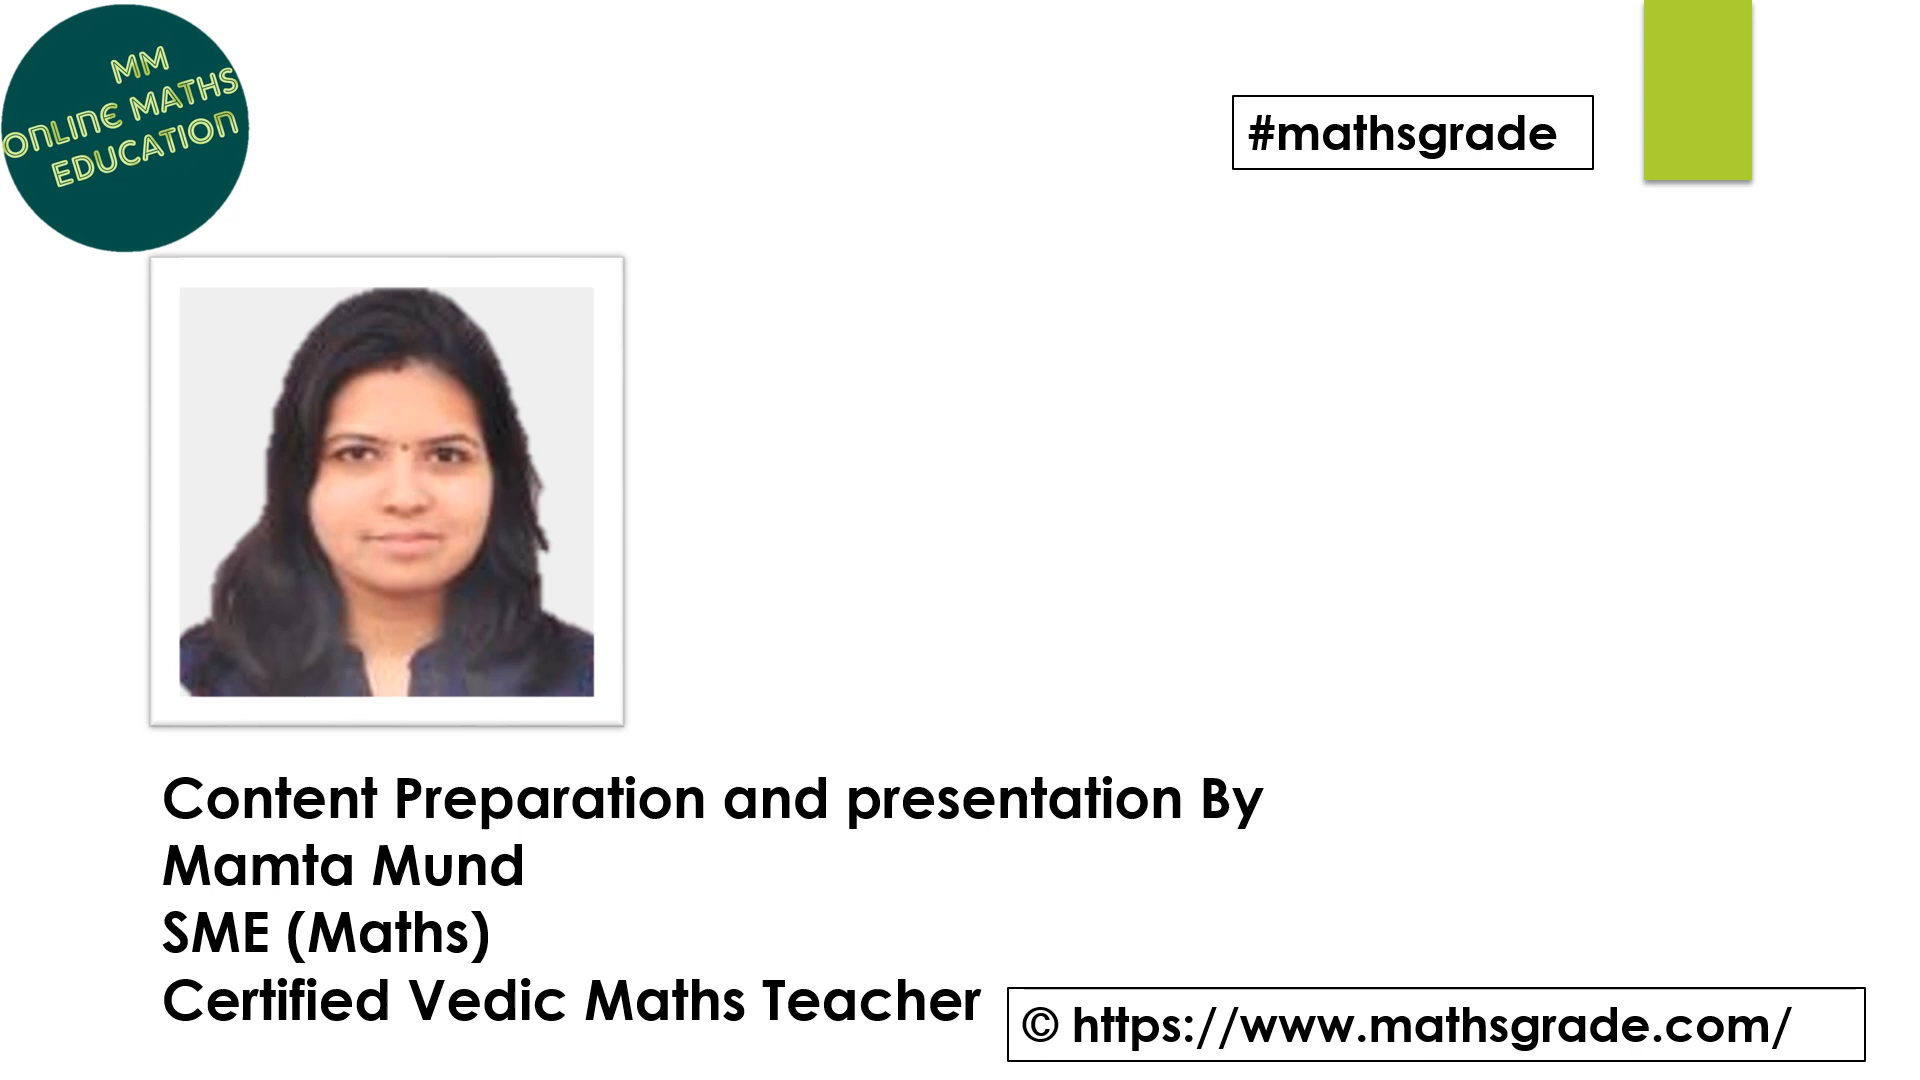 MM
ONLINE MATHS
EDUCATION
#mathsgrade
Content Preparation and presentation By
Mamta Mund
SME (Maths)
Certified Vedic Maths Teacher
© https://www.mathsgrade.com/